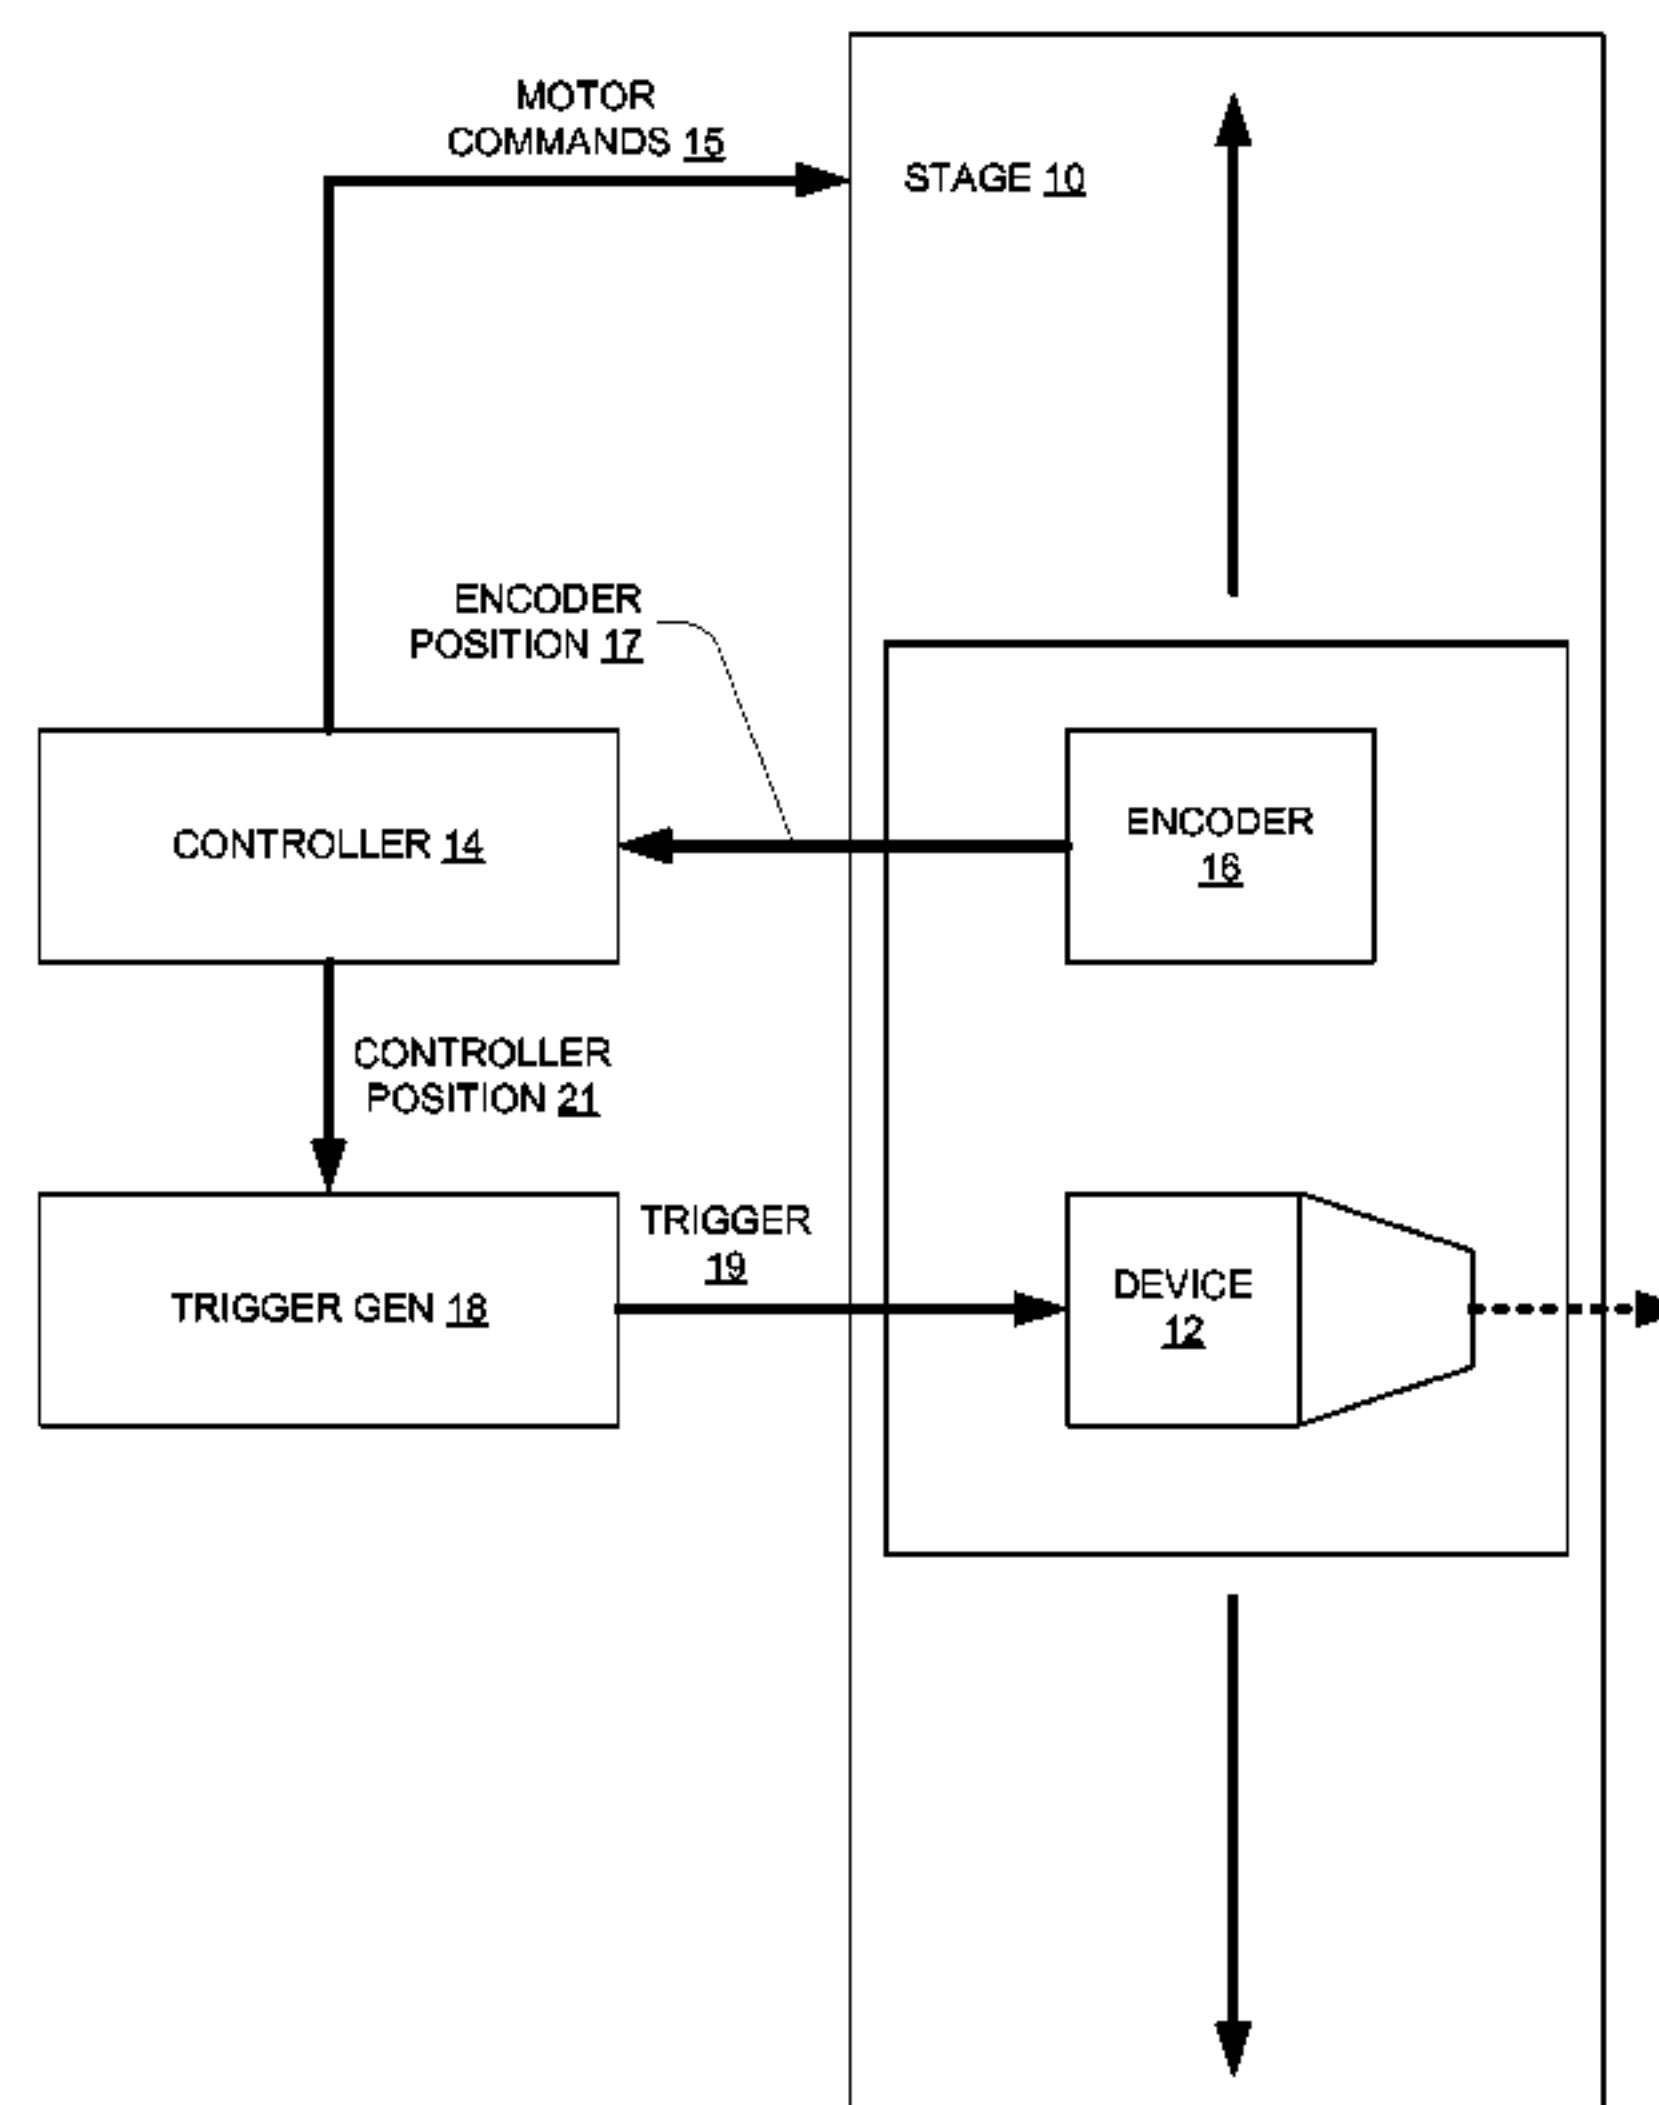 MOTOR
COMMANDS 15
STAGE 10
ENCODER
POSITION 17
CONTROLLER 14
ENCODER
16
CONTROLLER
POSITION 21
TRIGGER GEN 18
TRIGGER
19
DEVICE
12